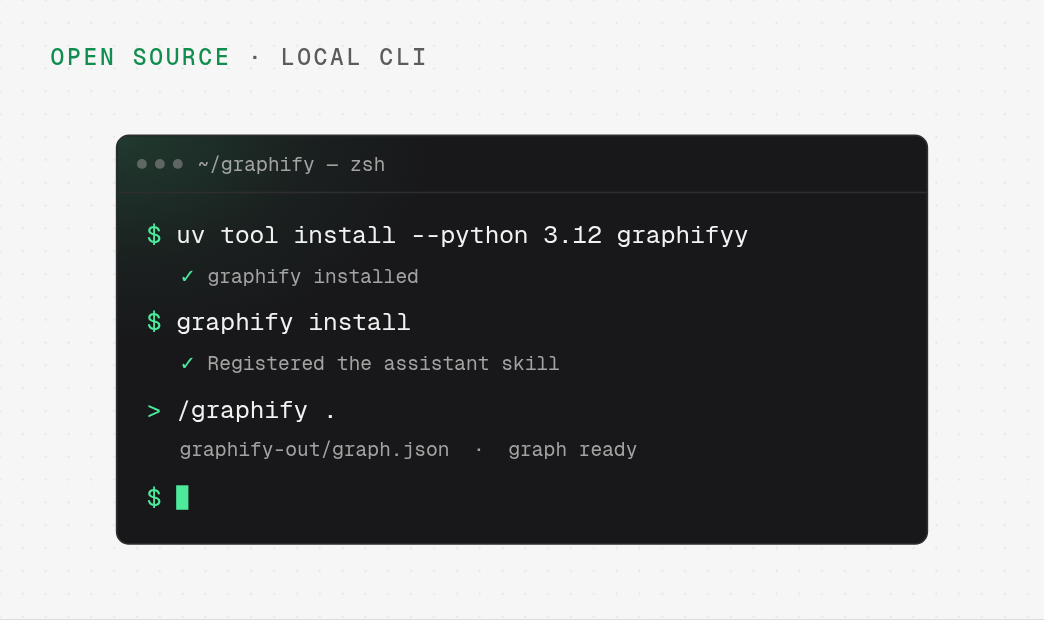 OPEN SOURCE · LOCAL CLI
~/graphify — zsh
$ uv tool install --python 3.12 graphifyy
✓ graphify installed
$ graphify install
✓ Registered the assistant skill
> /graphify .
graphify-out/graph.json · graph ready
$